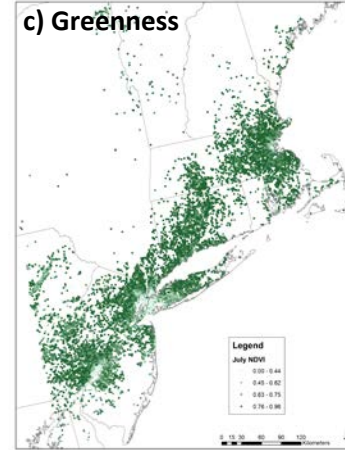 c) Greenness
Legend
July NDVI
0.00 - 0.44
0.45 - 0.62
0.63 - 0.75
0.76 - 0.98
0 15 30 60 90 120
Kilometers